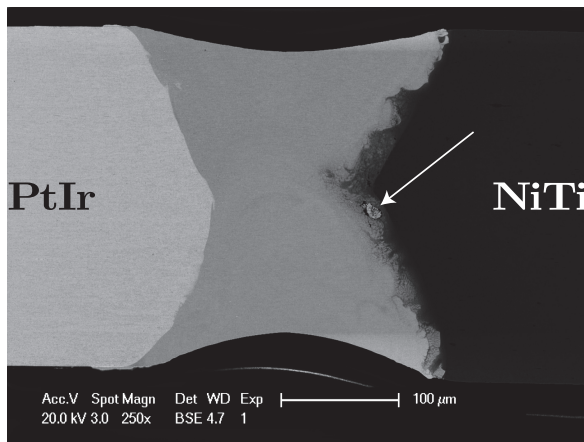 PtIr NiTi
Acc.V Spot Magn Det WD Exp 100 μm
20.0 kV 3.0 250x BSE 4.7 1